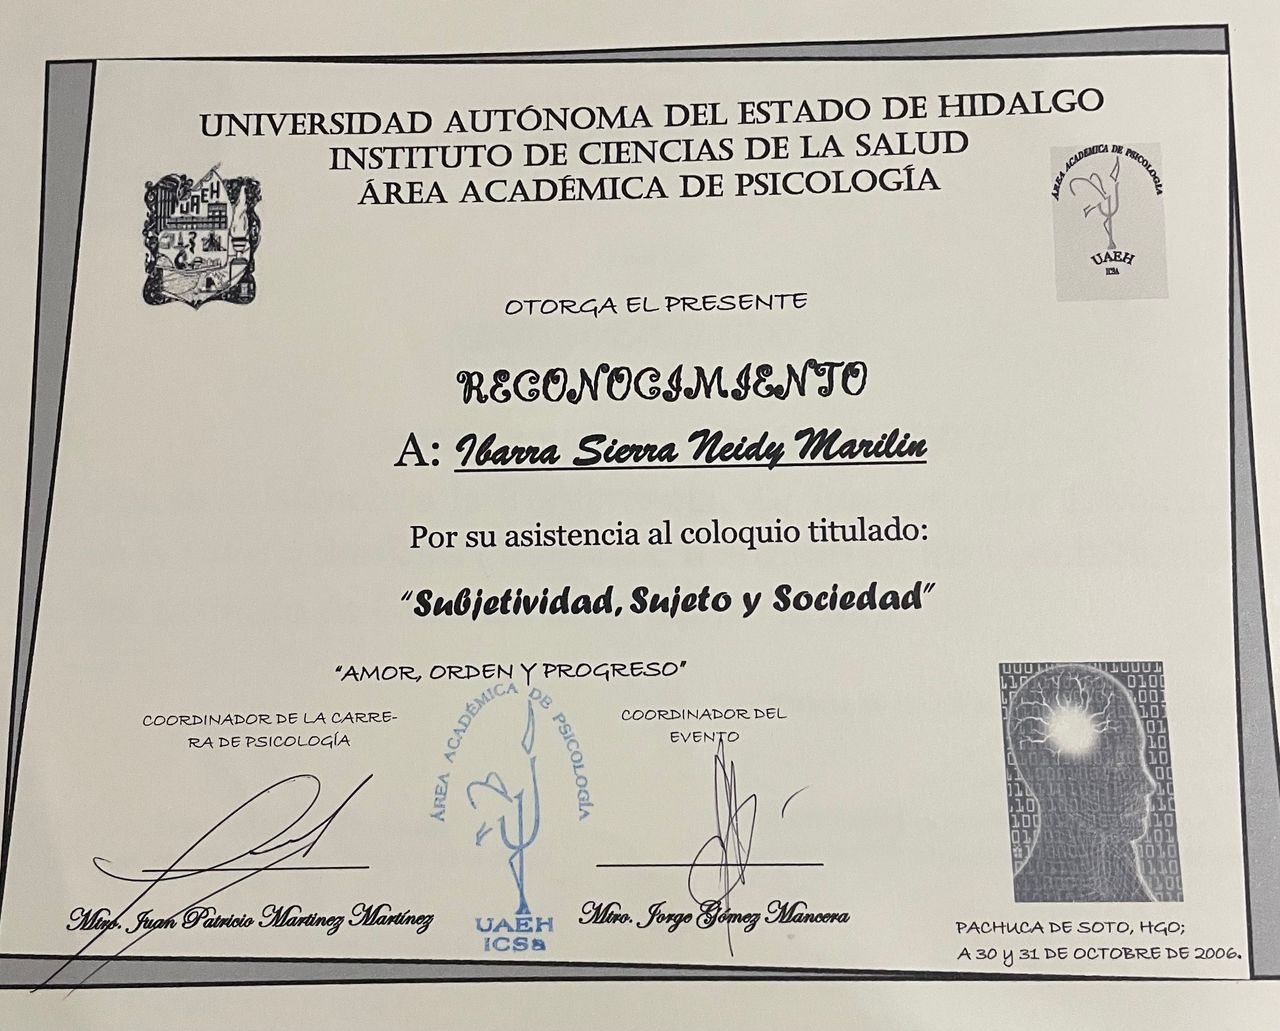 UNIVERSIDAD AUTÓNOMA DEL ESTADO DE HIDALGO
INSTITUTO DE CIENCIAS DE LA SALUD
ÁREA ACADÉMICA DE PSICOLOGÍA
UAEH
ÁREA ACADÉMICA DE PSICOLOGÍA
UAEH
ICSa
OTORGA EL PRESENTE
RECONOCIMIENTO
A: Ibarra Sierra Neidy Marilin
Por su asistencia al coloquio titulado:
"Subjetividad, Sujeto y Sociedad"
"AMOR, ORDEN Y PROGRESO"
COORDINADOR DE LA CARRE-
RA DE PSICOLOGÍA
Mtro. Juan Patricio Martinez Martínez
ÁREA ACADÉMICA DE PSICOLOGÍA
UAEH
ICSa
COORDINADOR DEL
EVENTO
Mtro. Jorge Gómez Mancera
PACHUCA DE SOTO, HGO;
A 30 y 31 DE OCTOBRE DE 2006.